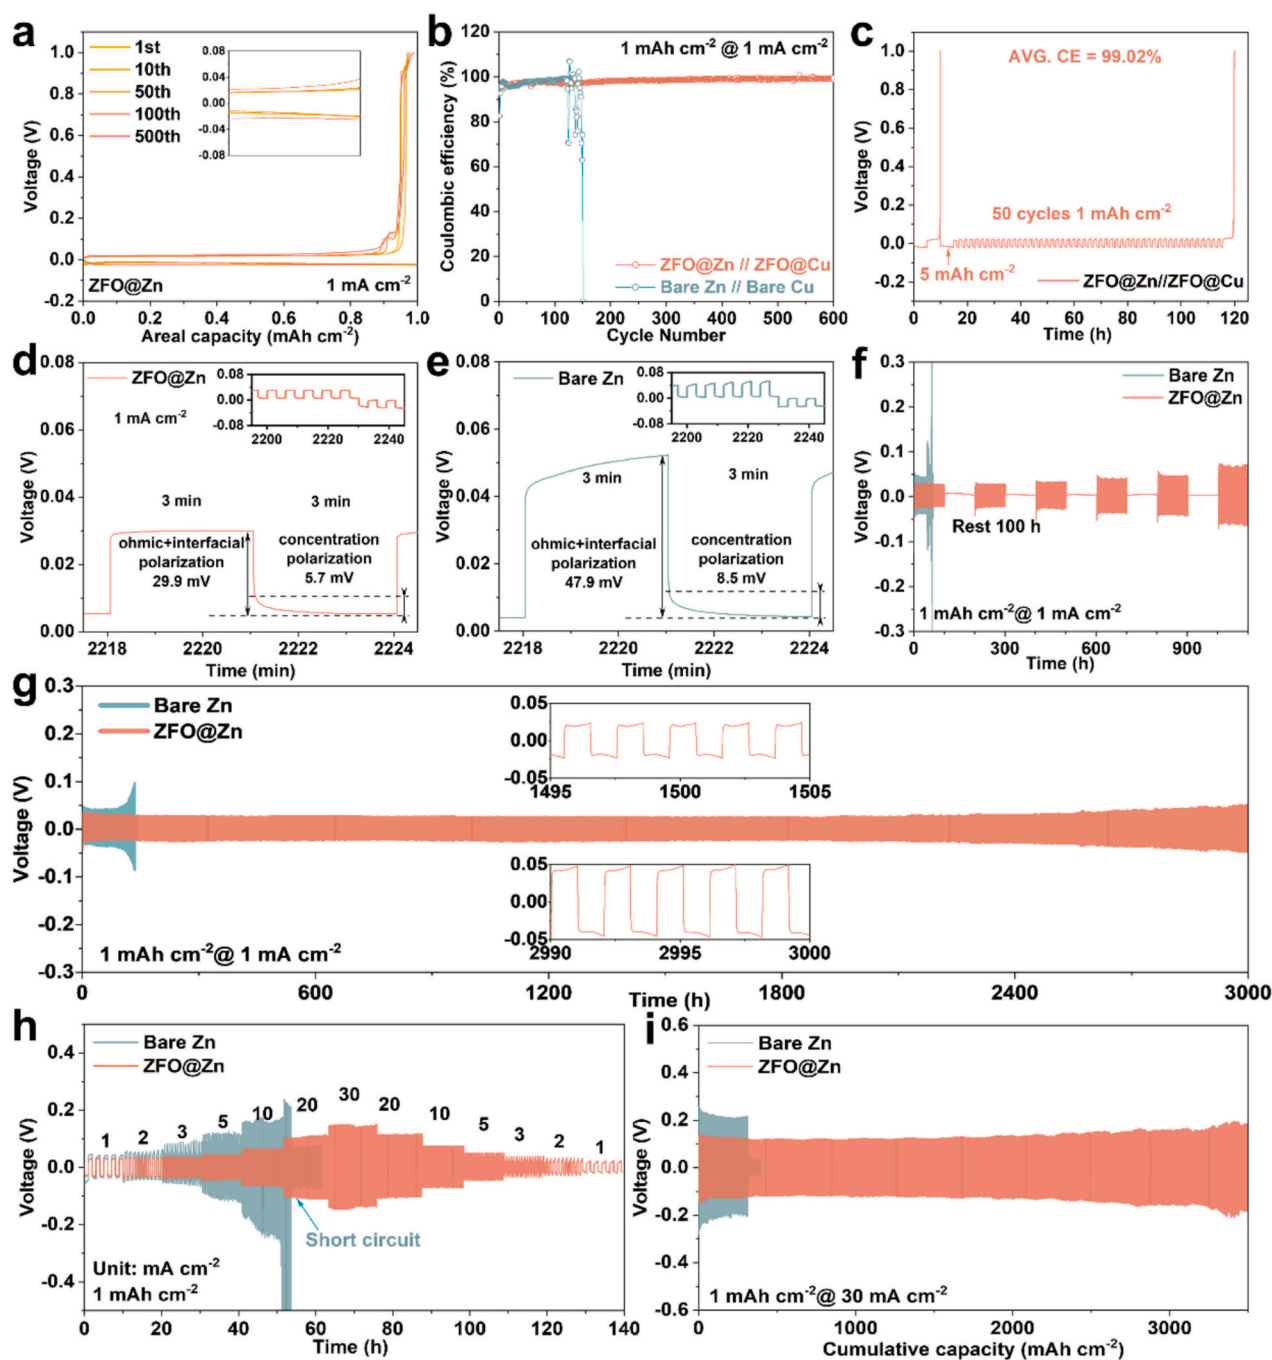 a
1st
10th
50th
100th
500th
0.08
0.04
0.00
-0.04
-0.08
1.0
0.8
0.6
0.4
0.2
0.0
-0.2
Voltage (V)
ZFO@Zn
1 mA cm⁻²
0.0 0.2 0.4 0.6 0.8 1.0
Areal capacity (mAh cm⁻²)
b
1 mAh cm⁻² @ 1 mA cm⁻²
120
100
80
60
40
20
0
Coulombic efficiency (%)
ZFO@Zn // ZFO@Cu
Bare Zn // Bare Cu
0 100 200 300 400 500 600
Cycle Number
c
AVG. CE = 99.02%
1.0
0.8
0.6
0.4
0.2
0.0
-0.2
Voltage (V)
50 cycles 1 mAh cm⁻²
5 mAh cm⁻²
ZFO@Zn//ZFO@Cu
0 20 40 60 80 100 120
Time (h)
d
ZFO@Zn
1 mA cm⁻²
0.08
0.00
-0.08
2200 2220 2240
0.08
0.06
0.04
0.02
0.00
Voltage (V)
3 min
3 min
ohmic+interfacial
polarization
29.9 mV
concentration
polarization
5.7 mV
2218 2220 2222 2224
Time (min)
e
Bare Zn
0.08
0.00
-0.08
2200 2220 2240
0.08
0.06
0.04
0.02
0.00
Voltage (V)
3 min
3 min
ohmic+interfacial
polarization
47.9 mV
concentration
polarization
8.5 mV
2218 2220 2222 2224
Time (min)
f
Bare Zn
ZFO@Zn
0.3
0.2
0.1
0.0
-0.1
-0.2
-0.3
Voltage (V)
Rest 100 h
1 mAh cm⁻²@ 1 mA cm⁻²
0 300 600 900
Time (h)
g
Bare Zn
ZFO@Zn
0.3
0.2
0.1
0.0
-0.1
-0.2
-0.3
Voltage (V)
0.05
0.00
-0.05
1495 1500 1505
0.05
0.00
-0.05
2990 2995 3000
1 mAh cm⁻²@ 1 mA cm⁻²
0 600 1200 1800 2400 3000
Time (h)
h
Bare Zn
ZFO@Zn
0.4
0.2
0.0
-0.2
-0.4
Voltage (V)
1 2 3 5 10 20 30 20 10 5 3 2 1
Short circuit
Unit: mA cm⁻²
1 mAh cm⁻²
0 20 40 60 80 100 120 140
Time (h)
i
Bare Zn
ZFO@Zn
0.6
0.4
0.2
0.0
-0.2
-0.4
-0.6
Voltage (V)
1 mAh cm⁻²@ 30 mA cm⁻²
0 1000 2000 3000
Cumulative capacity (mAh cm⁻²)